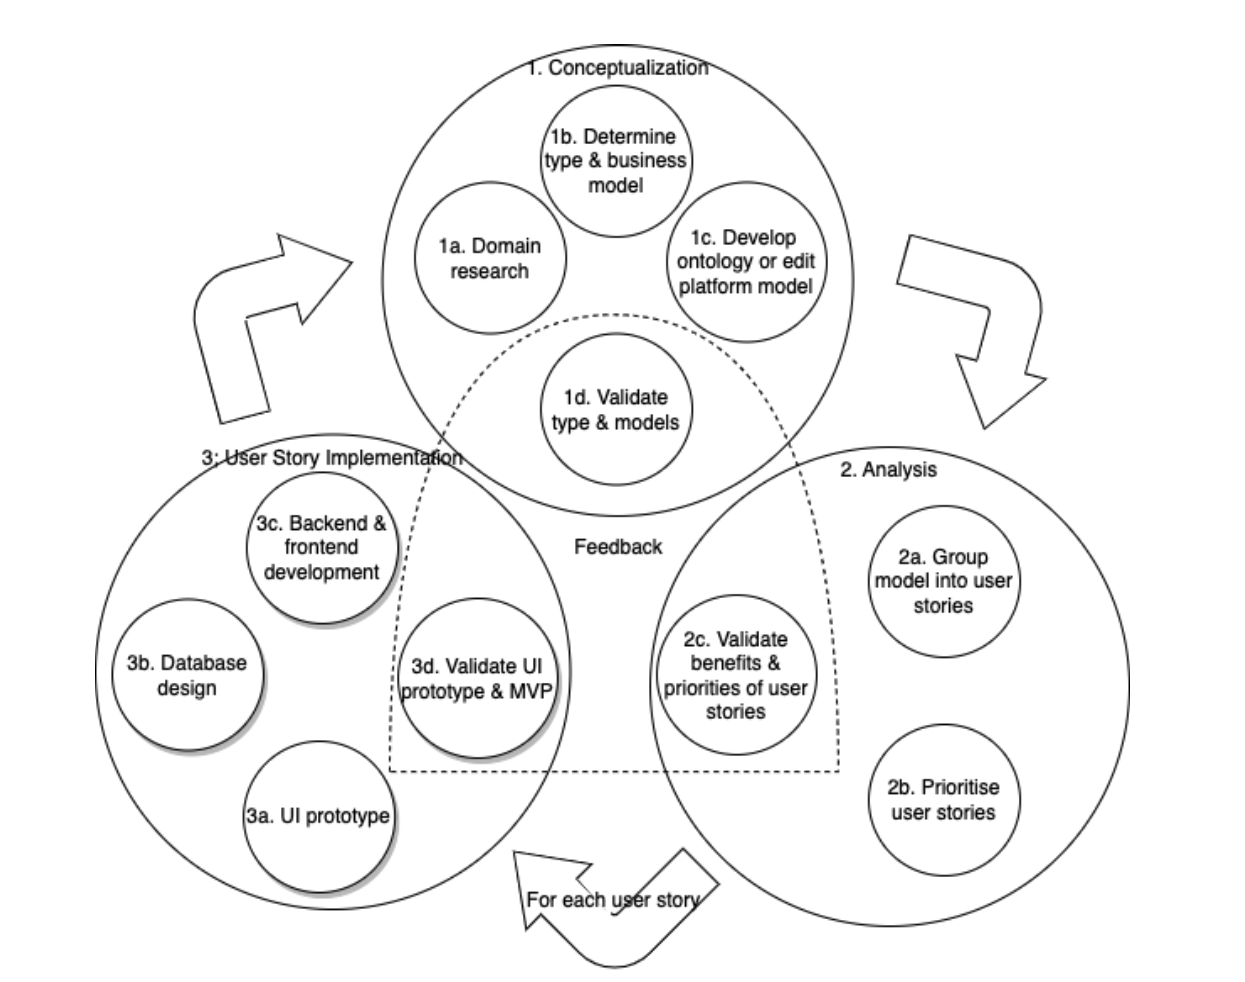 1. Conceptualization
1b. Determine
type & business
model
1a. Domain
research
1c. Develop
ontology or edit
platform model
1d. Validate
type & models
3; User Story Implementation
2. Analysis
3c. Backend &
frontend
development
Feedback
2a. Group
model into user
stories
3b. Database
design
3d. Validate UI
prototype & MVP
2c. Validate
benefits &
priorities of user
stories
3a. UI prototype
2b. Prioritise
user stories
For each user story